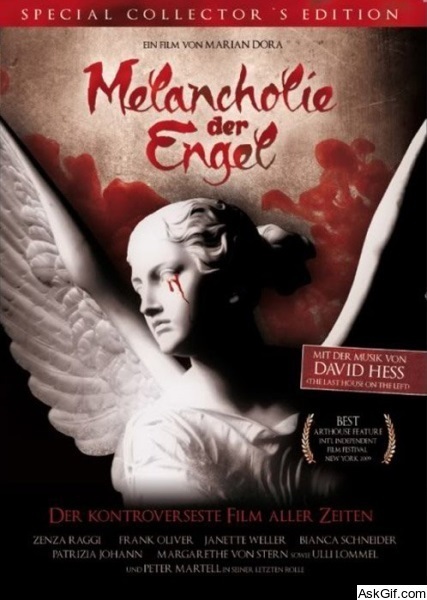 SPECIAL COLLECTOR'S EDITION
EIN FILM VON MARIAN DORA
Melancholie
der
Engel
MIT DER MUSIK VON
DAVID HESS
(THE LAST HOUSE ON THE LEFT)
BEST
ARTHOUSE FEATURE
INT'L INDEPENDENT
FILM FESTIVAL
NEW YORK 2009
DER KONTROVERSESTE FILM ALLER ZEITEN
ZENZA RAGGI FRANK OLIVER JANETTE WELLER BIANCA SCHNEIDER
PATRIZIA JOHANN MARGARETHE VON STERN SOWIE ULLI LOMMEL
UND PETER MARTELL IN SEINER LETZTEN ROLLE
AskGif.com